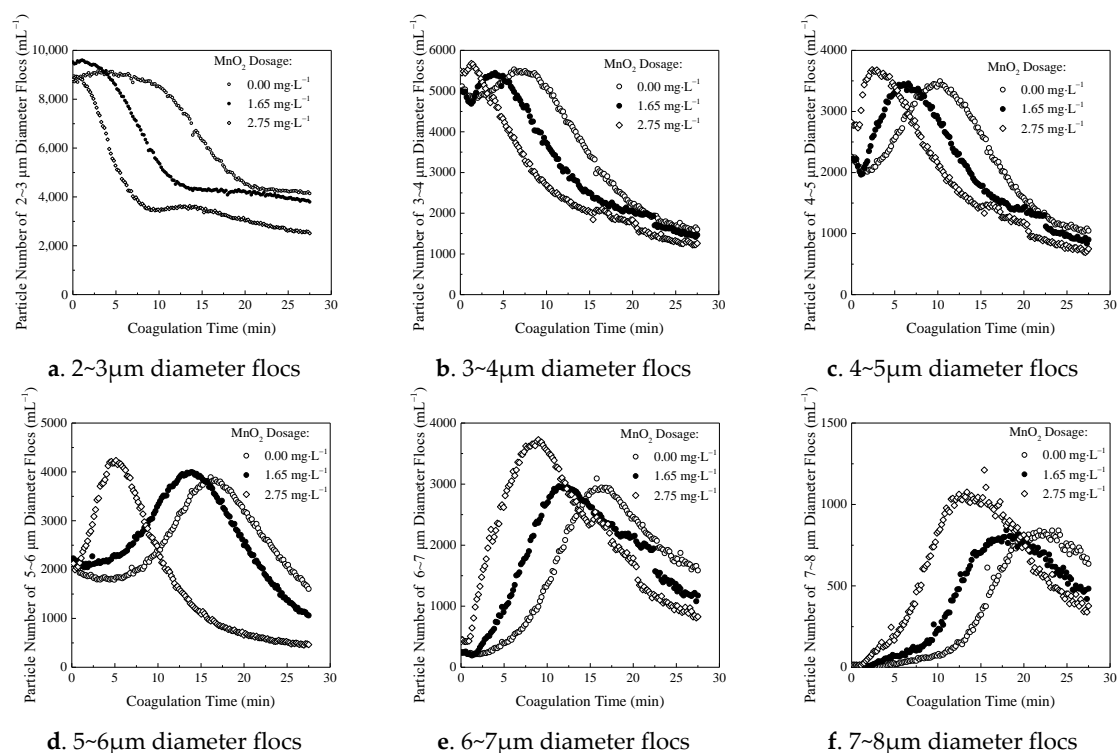 Particle Number of 2~3 μm Diameter Flocs (mL⁻¹)
10,000
8,000
6,000
4,000
2,000
0
MnO₂ Dosage:
0.00 mg·L⁻¹
1.65 mg·L⁻¹
2.75 mg·L⁻¹
0 5 10 15 20 25 30
Coagulation Time (min)
a. 2~3μm diameter flocs
Particle Number of 3~4 μm Diameter Flocs (mL⁻¹)
6000
5000
4000
3000
2000
1000
0
MnO₂ Dosage:
0.00 mg·L⁻¹
1.65 mg·L⁻¹
2.75 mg·L⁻¹
0 5 10 15 20 25 30
Coagulation Time (min)
b. 3~4μm diameter flocs
Particle Number of 4~5 μm Diameter Flocs (mL⁻¹)
4000
3000
2000
1000
0
MnO₂ Dosage:
0.00 mg·L⁻¹
1.65 mg·L⁻¹
2.75 mg·L⁻¹
0 5 10 15 20 25 30
Coagulation Time (min)
c. 4~5μm diameter flocs
Particle Number of 5~6 μm Diameter Flocs (mL⁻¹)
5000
4000
3000
2000
1000
0
MnO₂ Dosage:
0.00 mg·L⁻¹
1.65 mg·L⁻¹
2.75 mg·L⁻¹
0 5 10 15 20 25 30
Coagulation Time (min)
d. 5~6μm diameter flocs
Particle Number of 6~7 μm Diameter Flocs (mL⁻¹)
4000
3000
2000
1000
0
MnO₂ Dosage:
0.00 mg·L⁻¹
1.65 mg·L⁻¹
2.75 mg·L⁻¹
0 5 10 15 20 25 30
Coagulation Time (min)
e. 6~7μm diameter flocs
Particle Number of 7~8 μm Diameter Flocs (mL⁻¹)
1500
1000
500
0
MnO₂ Dosage:
0.00 mg·L⁻¹
1.65 mg·L⁻¹
2.75 mg·L⁻¹
0 5 10 15 20 25 30
Coagulation Time (min)
f. 7~8μm diameter flocs